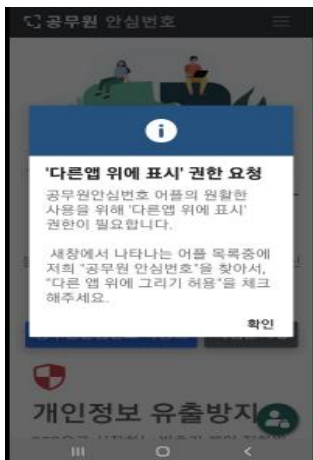 공무원 안심번호
'다른앱 위에 표시' 권한 요청
공무원안심번호 어플의 원활한
사용을 위해 '다른앱 위에 표시'
권한이 필요합니다.
새창에서 나타나는 어플 목록중에
저희 "공무원 안심번호"을 찾아서,
"다른 앱 위에 그리기 허용"을 체크
해주세요.
확인
개인정보 유출방지